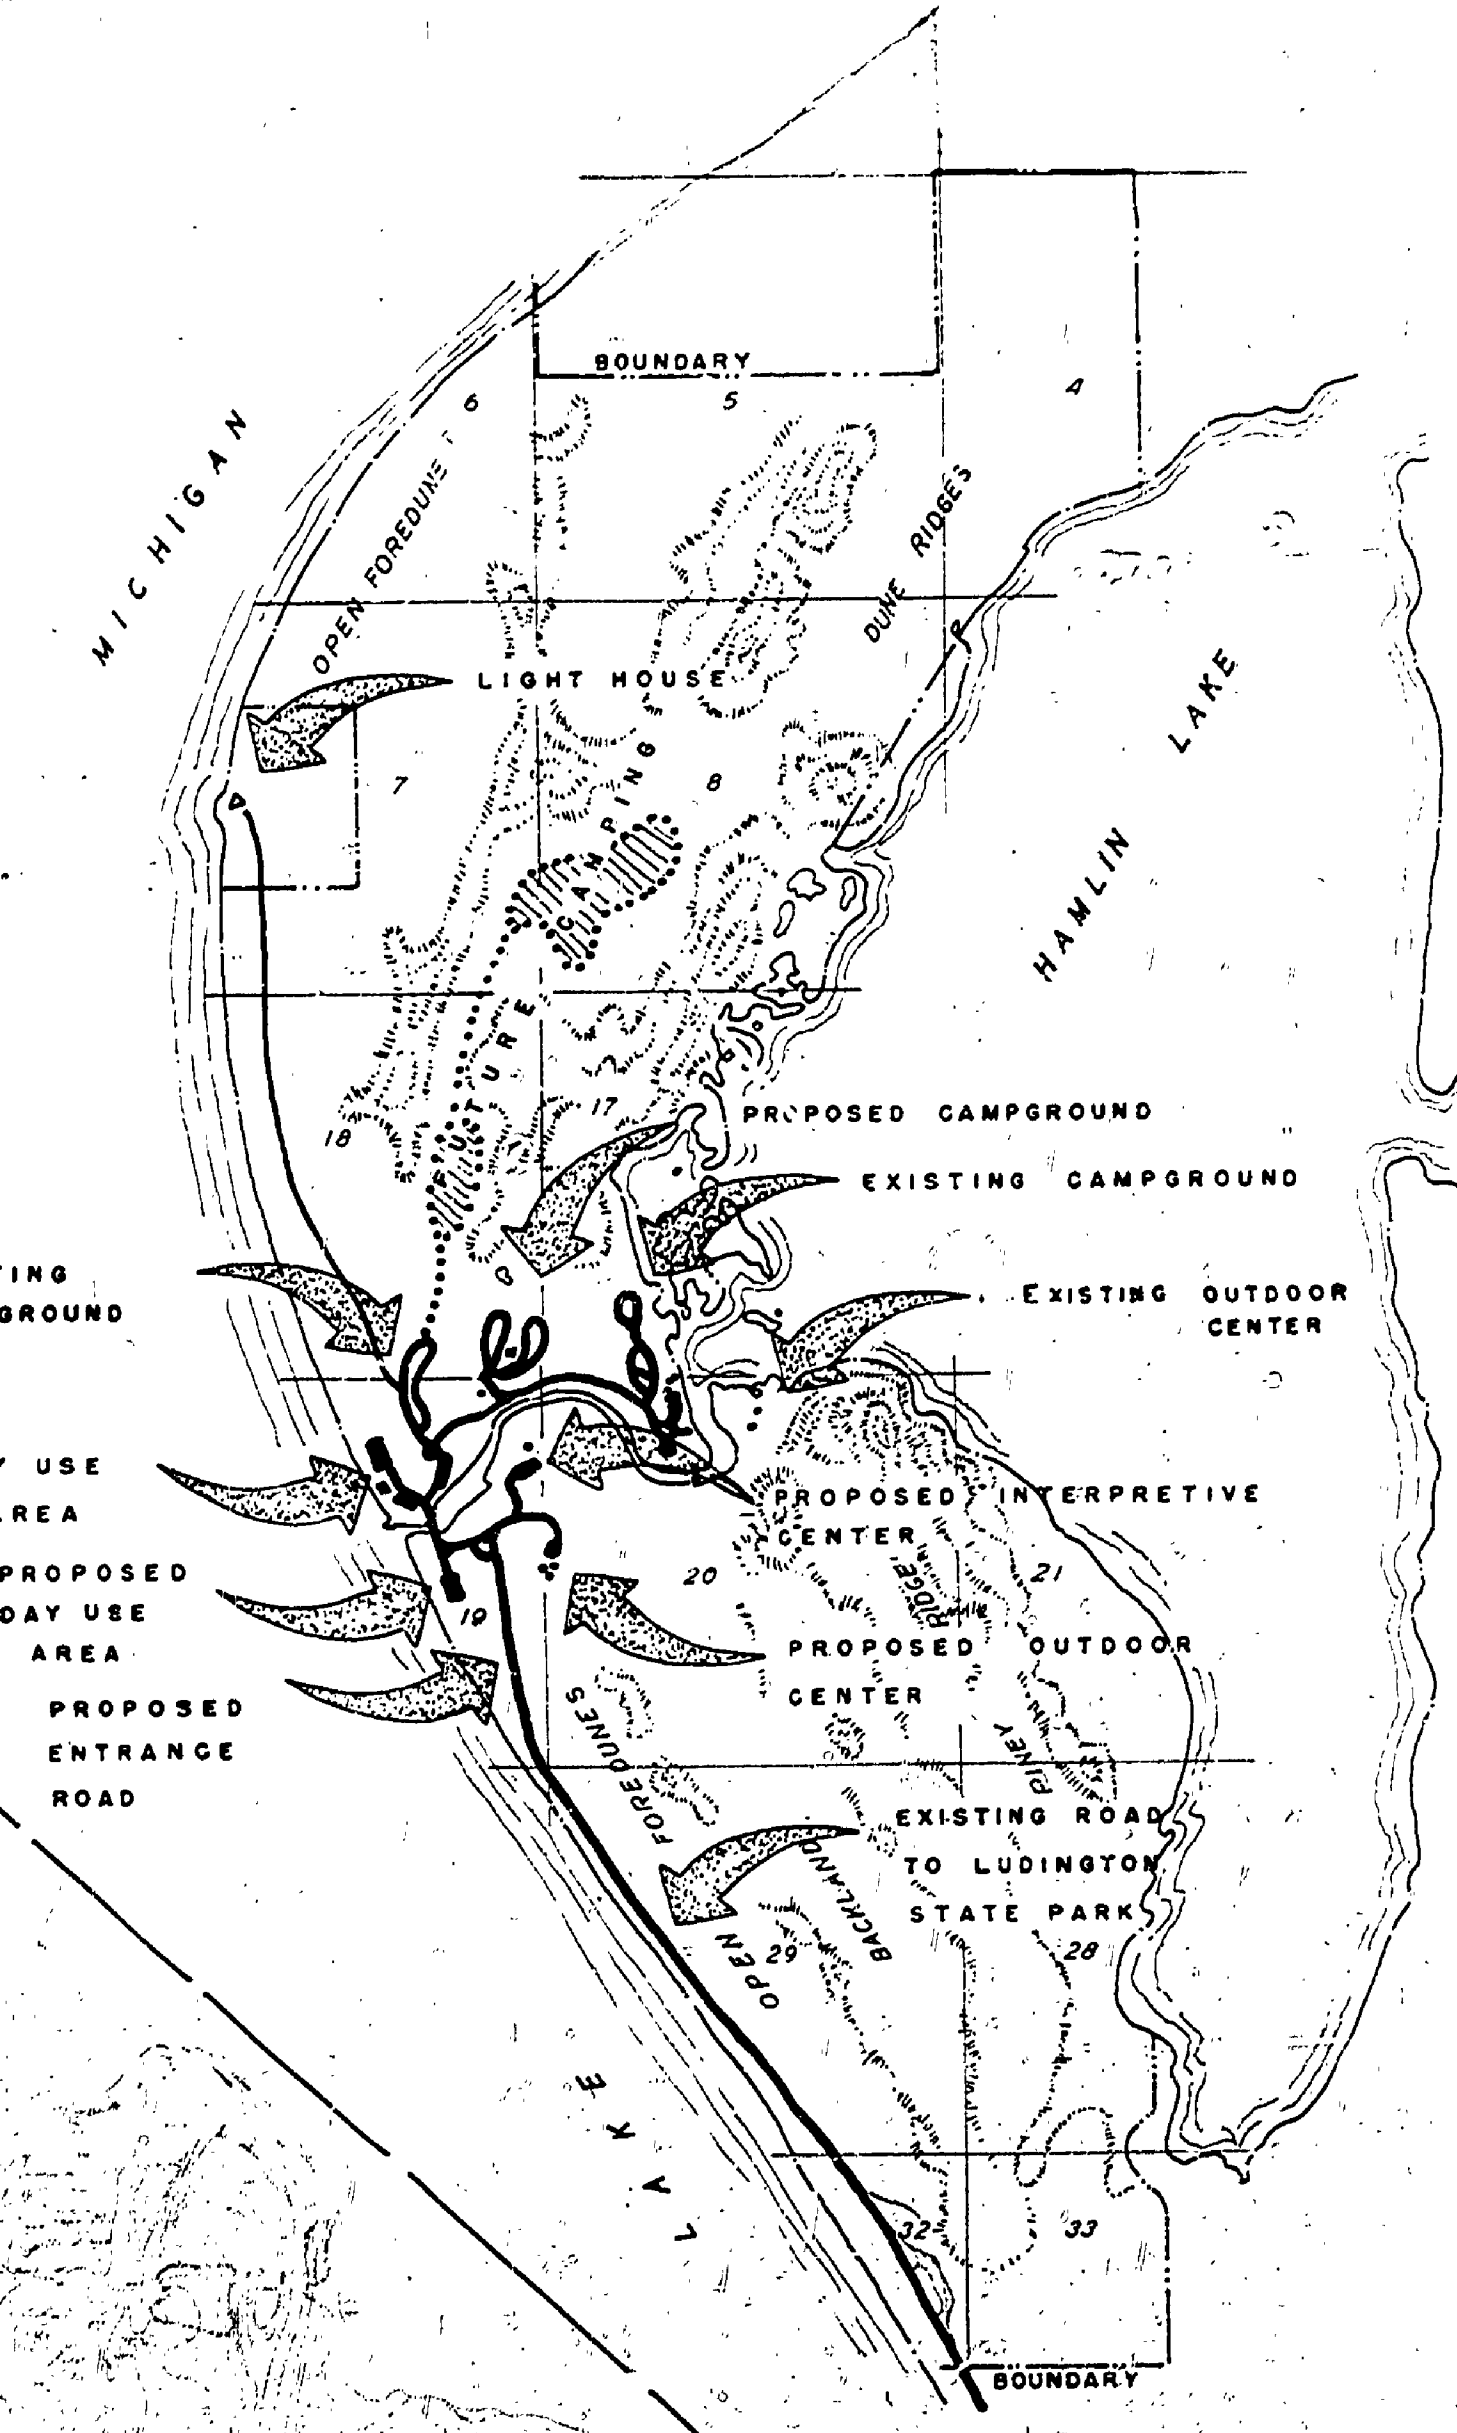 BOUNDARY
6
5
4
MICHIGAN
OPEN FOREDUNE
DUNE RIDGES
LIGHT HOUSE
HAMLIN LAKE
7
8
FUTURE CAMPING
18
17
PROPOSED CAMPGROUND
EXISTING CAMPGROUND
TING
GROUND
EXISTING OUTDOOR
CENTER
Y USE
AREA
PROPOSED INTERPRETIVE
CENTER
PROPOSED
DAY USE
AREA
19
20
21
PROPOSED OUTDOOR
CENTER
PROPOSED
ENTRANCE
ROAD
OPEN FOREDUNES
BACKLAND
PINEY RIDGE
EXISTING ROAD
TO LUDINGTON
STATE PARK
29
28
LAKE
32
33
BOUNDARY